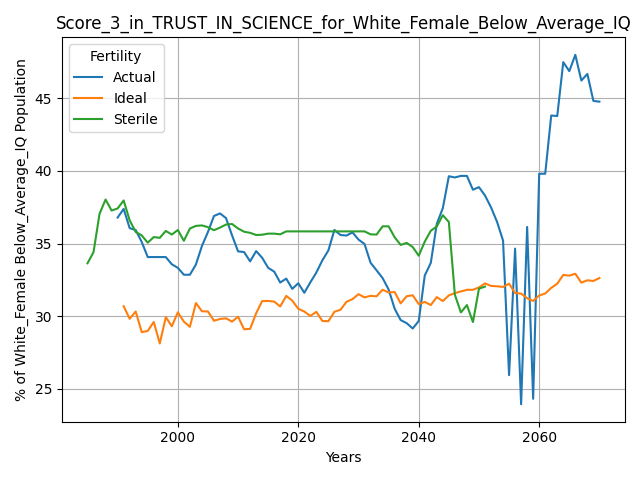 Score_3_in_TRUST_IN_SCIENCE_for_White_Female_Below_Average_IQ
Fertility
Actual
Ideal
Sterile
% of White_Female Below_Average_IQ Population
45
40
35
30
25
2000
2020
2040
2060
Years